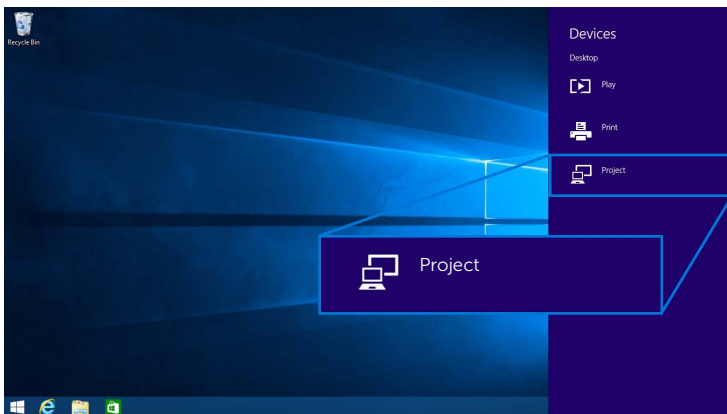 Recycle Bin
Devices
Desktop
Play
Print
Project
Project